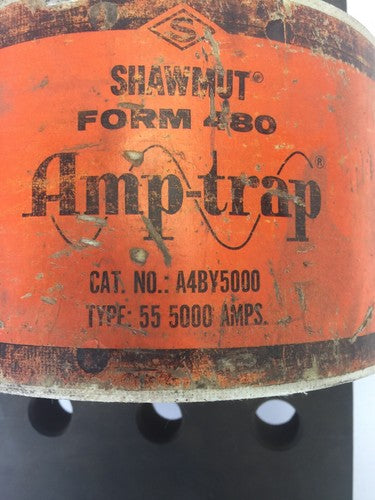 S
SHAWMUT®
FORM 480
Amp-trap®
CAT. NO.: A4BY5000
TYPE: 55 5000 AMPS.